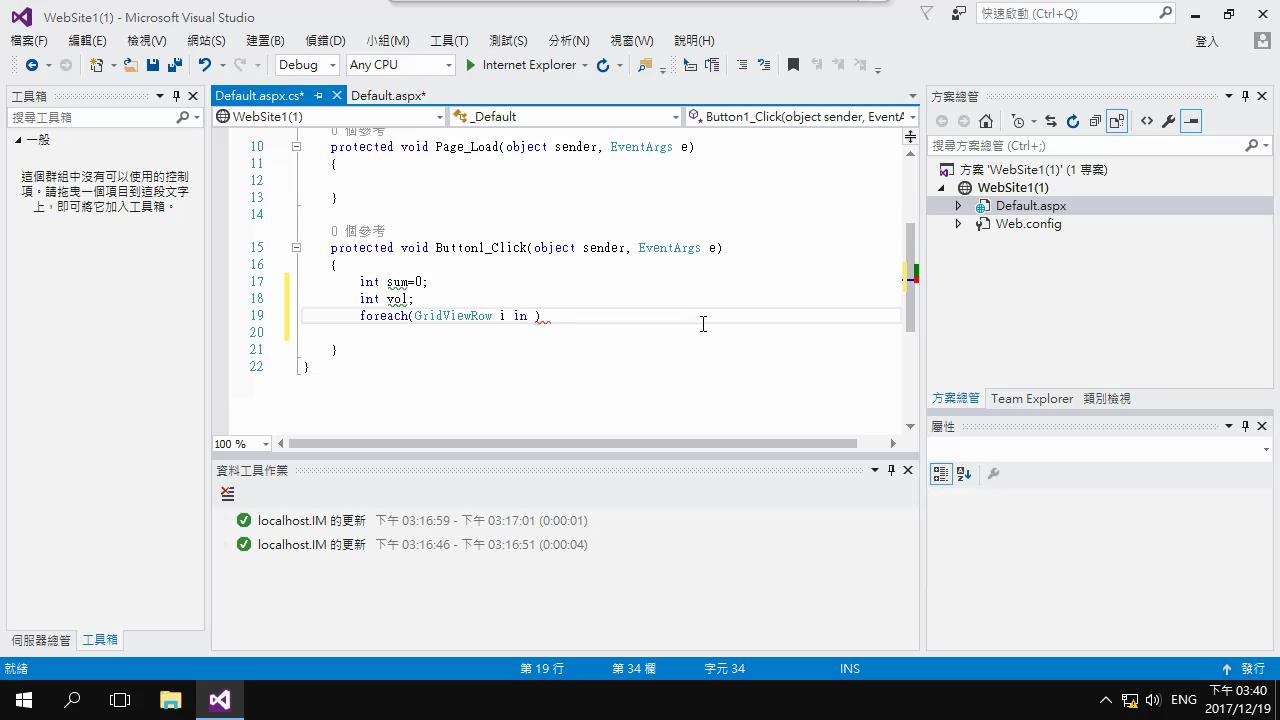 WebSite1(1) - Microsoft Visual Studio
快速啟動 (Ctrl+Q)
檔案(F) 編輯(E) 檢視(V) 網站(S) 建置(B) 偵錯(D) 小組(M) 工具(T) 測試(S) 分析(N) 視窗(W) 說明(H)
登入
Debug Any CPU Internet Explorer
工具箱
搜尋工具箱
一般
這個群組中沒有可以使用的控制
項。請拖曳一個項目到這段文字
上，即可將它加入工具箱。
伺服器總管 工具箱
Default.aspx.cs* Default.aspx*
WebSite1(1) _Default Button1_Click(object sender, EventA
0 個參考
10 protected void Page_Load(object sender, EventArgs e)
11 {
12
13 }
14
0 個參考
15 protected void Button1_Click(object sender, EventArgs e)
16 {
17 int sum=0;
18 int vol;
19 foreach(GridViewRow i in )
20
21 }
22 }
100 %
資料工具作業
localhost.IM 的更新 下午 03:16:59 - 下午 03:17:01 (0:00:01)
localhost.IM 的更新 下午 03:16:46 - 下午 03:16:51 (0:00:04)
方案總管
搜尋方案總管 (Ctrl+;)
方案 'WebSite1(1)' (1 專案)
WebSite1(1)
Default.aspx
Web.config
方案總管 Team Explorer 類別檢視
屬性
就緒 第 19 行 第 34 欄 字元 34 INS 發行
ENG
下午 03:40
2017/12/19